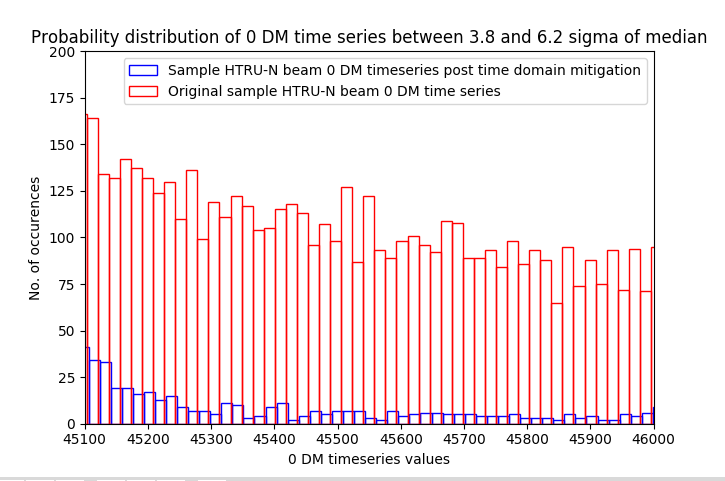 Probability distribution of 0 DM time series between 3.8 and 6.2 sigma of median
200
175
150
125
100
75
50
25
0
No. of occurences
Sample HTRU-N beam 0 DM timeseries post time domain mitigation
Original sample HTRU-N beam 0 DM time series
45100 45200 45300 45400 45500 45600 45700 45800 45900 46000
0 DM timeseries values